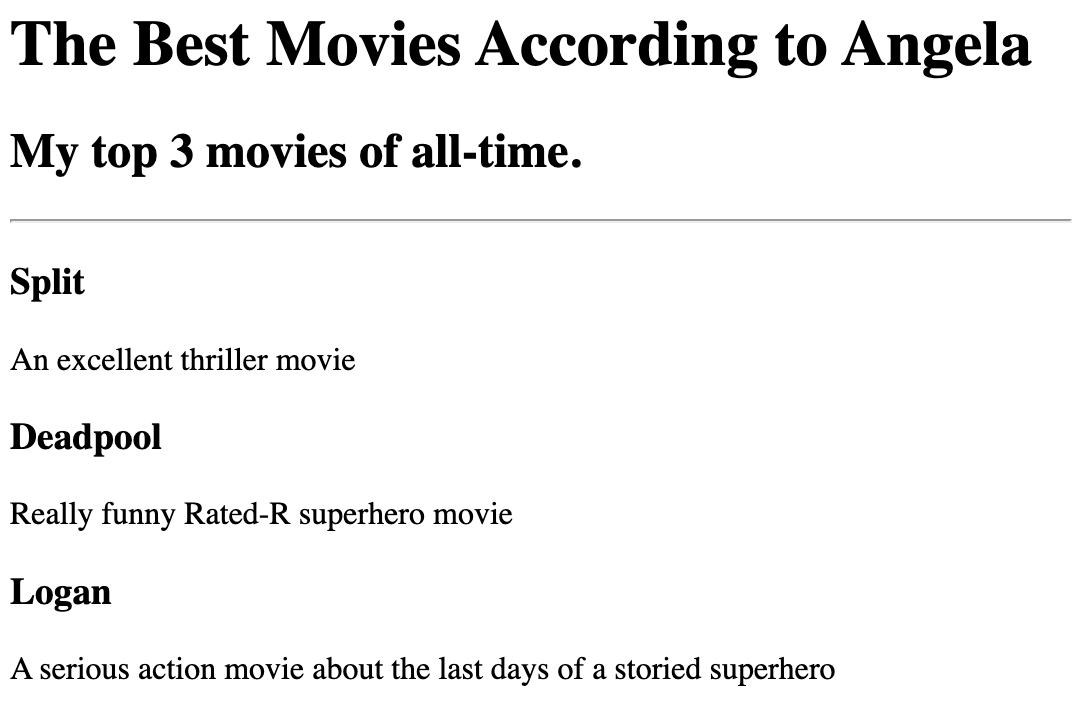 The Best Movies According to Angela
My top 3 movies of all-time.
Split
An excellent thriller movie
Deadpool
Really funny Rated-R superhero movie
Logan
A serious action movie about the last days of a storied superhero